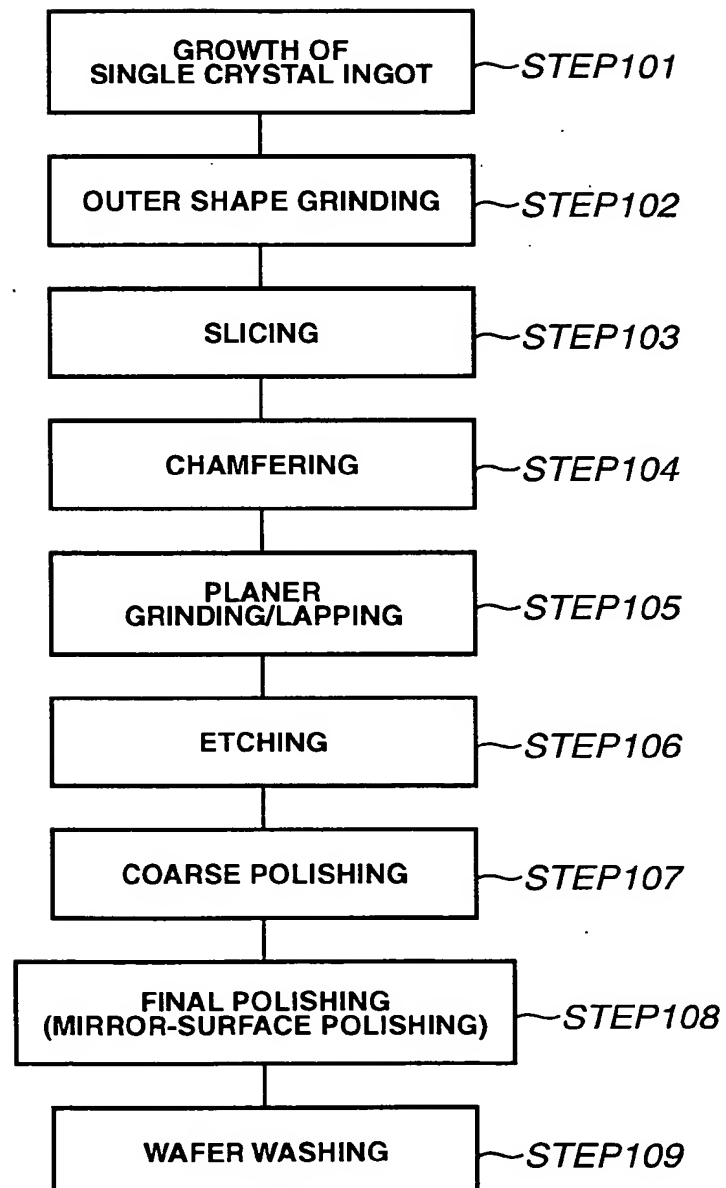 GROWTH OF
SINGLE CRYSTAL INGOT
STEP101
OUTER SHAPE GRINDING
STEP102
SLICING
STEP103
CHAMFERING
STEP104
PLANER
GRINDING/LAPPING
STEP105
ETCHING
STEP106
COARSE POLISHING
STEP107
FINAL POLISHING
(MIRROR-SURFACE POLISHING)
STEP108
WAFER WASHING
STEP109